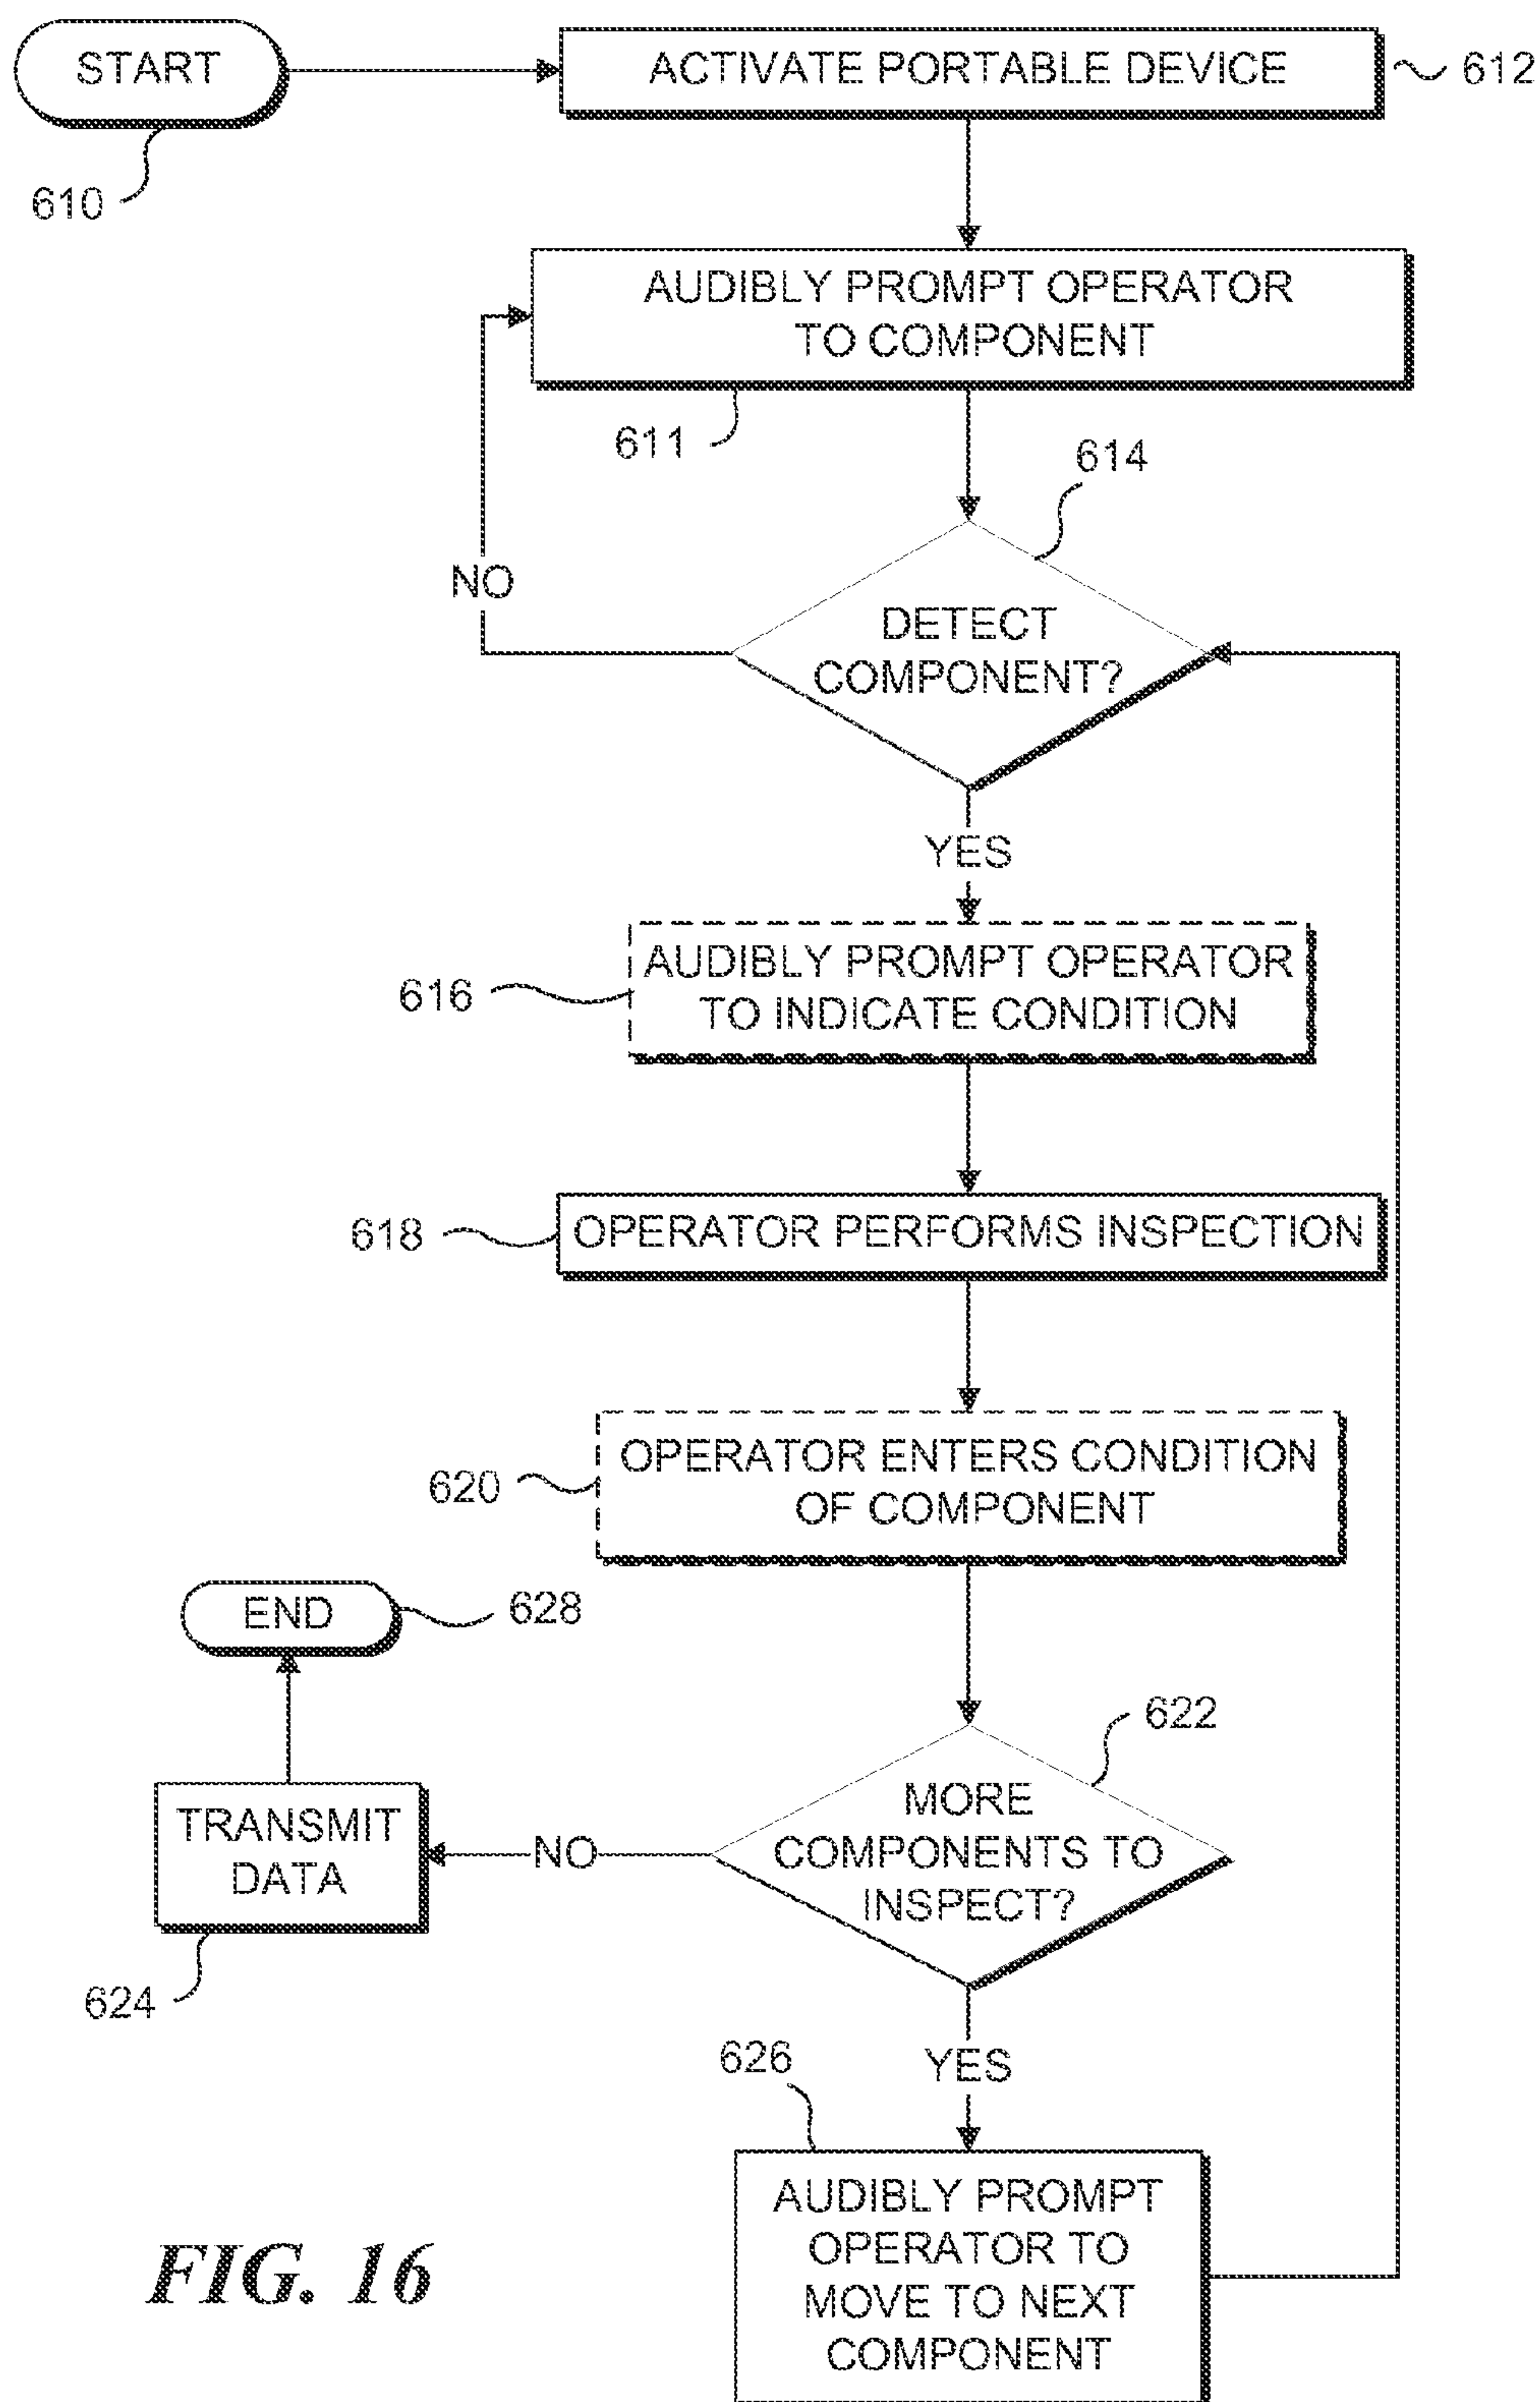 START
ACTIVATE PORTABLE DEVICE
612
610
AUDIBLY PROMPT OPERATOR
TO COMPONENT
611
614
NO
DETECT
COMPONENT?
YES
AUDIBLY PROMPT OPERATOR
TO INDICATE CONDITION
616
OPERATOR PERFORMS INSPECTION
618
OPERATOR ENTERS CONDITION
OF COMPONENT
620
END
628
622
MORE
COMPONENTS TO
INSPECT?
NO
TRANSMIT
DATA
624
YES
626
AUDIBLY PROMPT
OPERATOR TO
MOVE TO NEXT
COMPONENT
FIG. 16